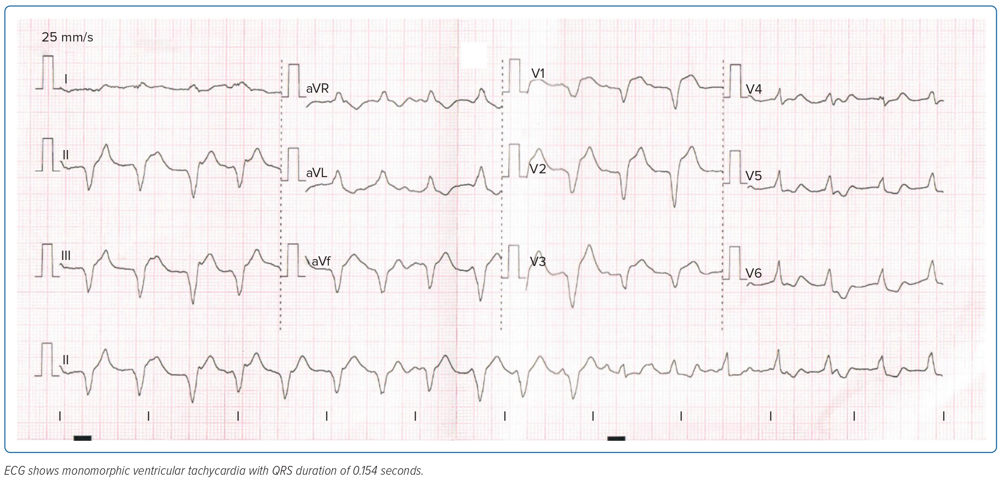 25 mm/s
I
aVR
V1
V4
II
aVL
V2
V5
III
aVf
V3
V6
II
ECG shows monomorphic ventricular tachycardia with QRS duration of 0.154 seconds.